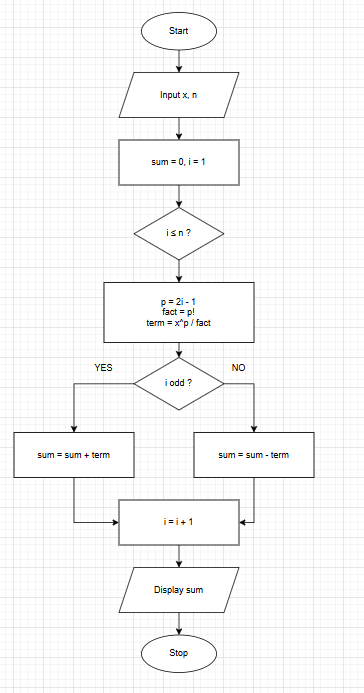 Start
Input x, n
sum = 0, i = 1
i ≤ n ?
p = 2i - 1
fact = p!
term = x^p / fact
YES
NO
i odd ?
sum = sum + term
sum = sum - term
i = i + 1
Display sum
Stop